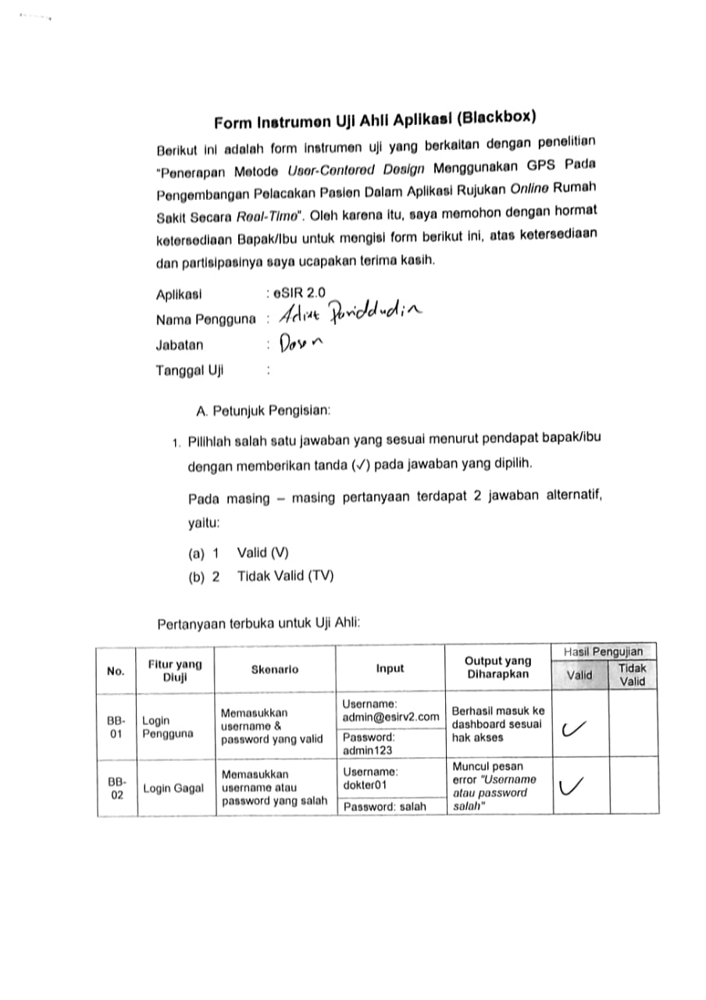 Form Instrumen Uji Ahli Aplikasi (Blackbox)
Berikut ini adalah form instrumen uji yang berkaitan dengan penelitian
"Penerapan Metode User-Centered Design Menggunakan GPS Pada
Pengembangan Pelacakan Pasien Dalam Aplikasi Rujukan Online Rumah
Sakit Secara Real-Time". Oleh karena itu, saya memohon dengan hormat
ketersediaan Bapak/Ibu untuk mengisi form berikut ini, atas ketersediaan
dan partisipasinya saya ucapakan terima kasih.
Aplikasi : eSIR 2.0
Nama Pengguna :
Jabatan : Dosen
Tanggal Uji :
A. Petunjuk Pengisian:
1. Pilihlah salah satu jawaban yang sesuai menurut pendapat bapak/ibu
dengan memberikan tanda (✓) pada jawaban yang dipilih.
Pada masing – masing pertanyaan terdapat 2 jawaban alternatif,
yaitu:
(a) 1 Valid (V)
(b) 2 Tidak Valid (TV)
Pertanyaan terbuka untuk Uji Ahli:
No.
Fitur yang
Diuji
Skenario
Input
Output yang
Diharapkan
Hasil Pengujian
Valid
Tidak
Valid
BB-
01
Login
Pengguna
Memasukkan
username &
password yang valid
Username:
admin@esirv2.com
Password:
admin123
Berhasil masuk ke
dashboard sesuai
hak akses
✓
BB-
02
Login Gagal
Memasukkan
username atau
password yang salah
Username:
dokter01
Password: salah
Muncul pesan
error "Username
atau password
salah"
✓